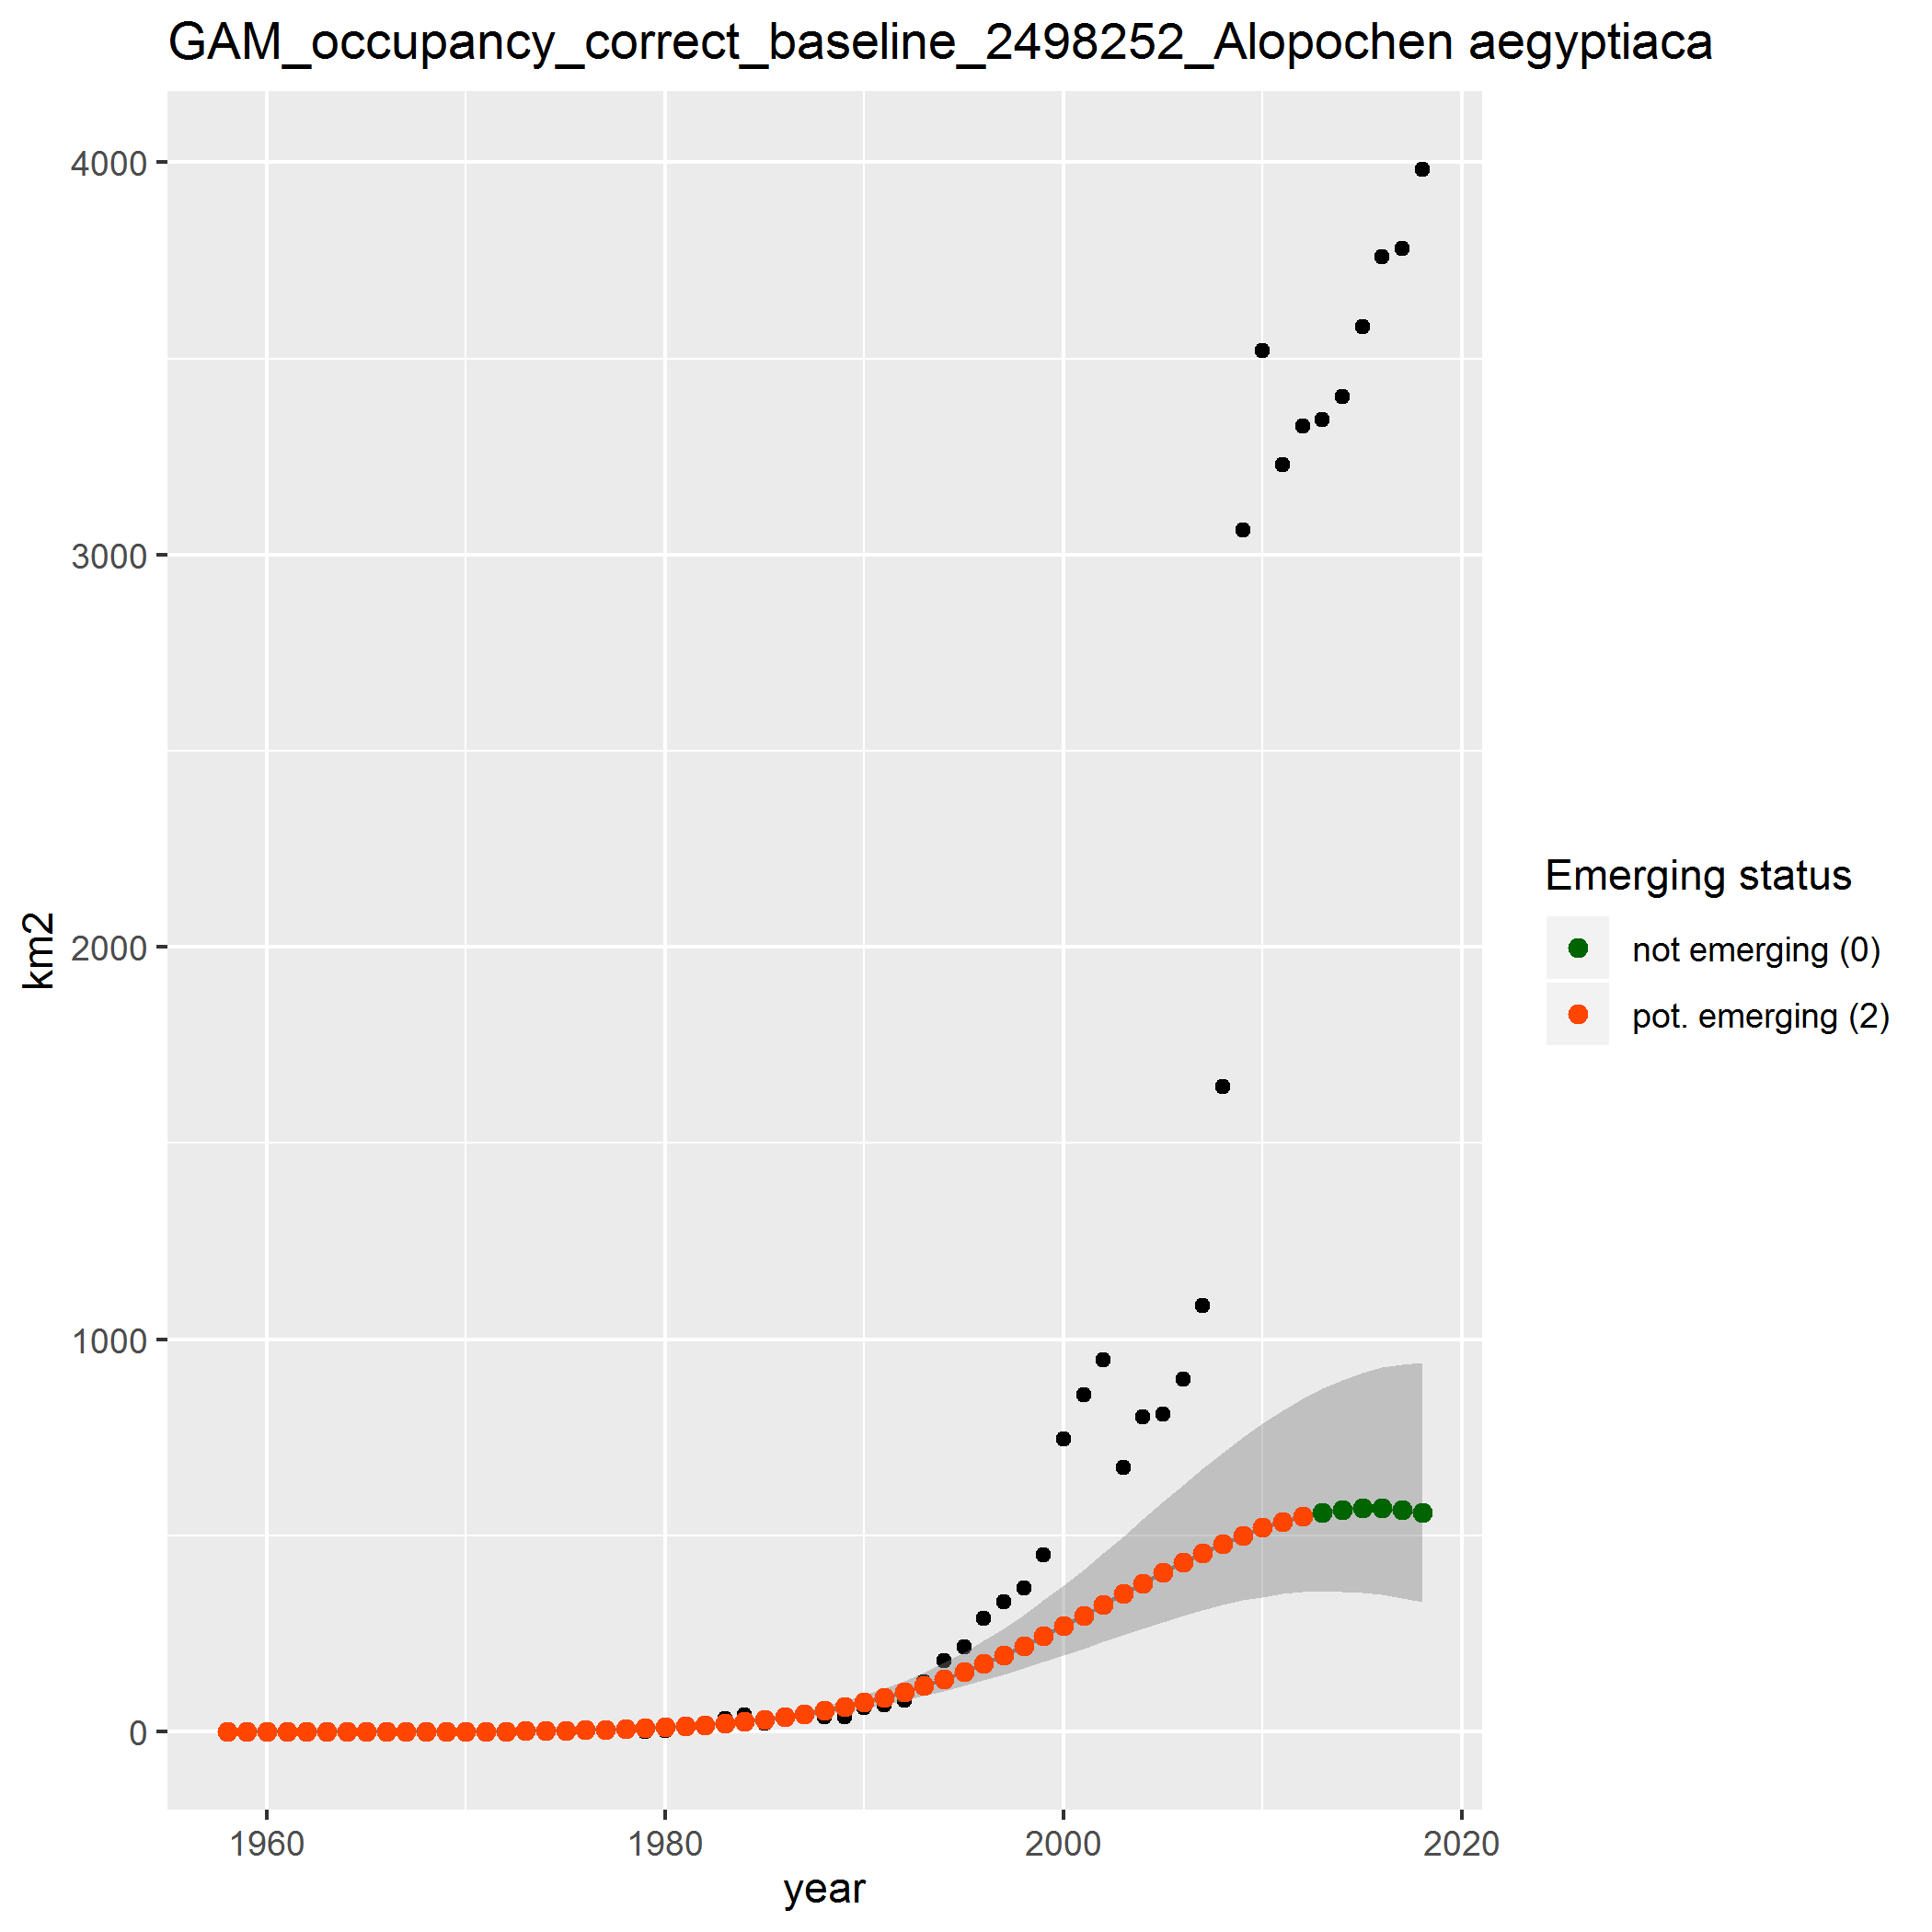 GAM_occupancy_correct_baseline_2498252_Alopochen aegyptiaca
4000
3000
2000
1000
0
km2
1960
1980
2000
2020
year
Emerging status
not emerging (0)
pot. emerging (2)